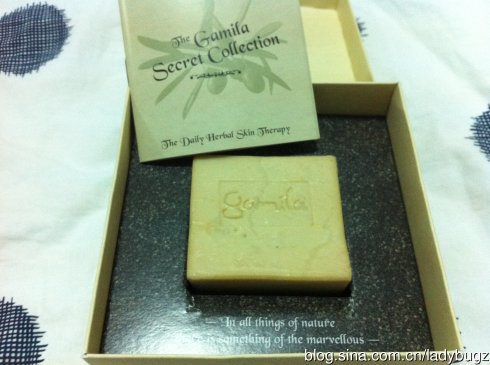 The Gamila
Secret Collection
The Daily Herbal Skin Therapy
gamila
— In all things of nature
is something of the marvellous —
blog.sina.com.cn/ladybugz